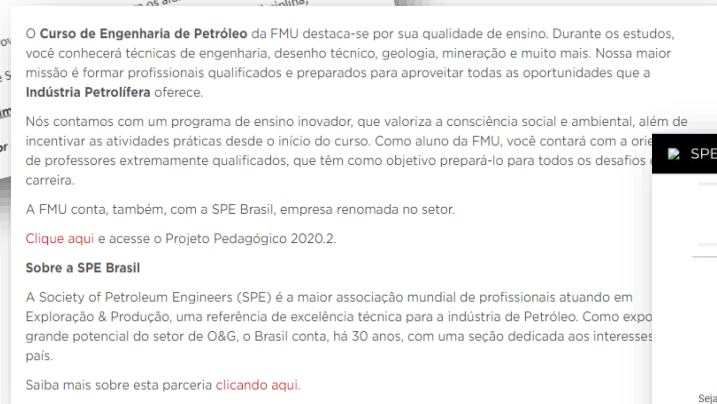 O Curso de Engenharia de Petróleo da FMU destaca-se por sua qualidade de ensino. Durante os estudos,
você conhecerá técnicas de engenharia, desenho técnico, geologia, mineração e muito mais. Nossa maior
missão é formar profissionais qualificados e preparados para aproveitar todas as oportunidades que a
Indústria Petrolífera oferece.
Nós contamos com um programa de ensino inovador, que valoriza a consciência social e ambiental, além de
incentivar as atividades práticas desde o início do curso. Como aluno da FMU, você contará com a
de professores extremamente qualificados, que têm como objetivo prepará-lo para todos os desafios
carreira.
A FMU conta, também, com a SPE Brasil, empresa renomada no setor.
Clique aqui e acesse o Projeto Pedagógico 2020.2.
Sobre a SPE Brasil
A Society of Petroleum Engineers (SPE) é a maior associação mundial de profissionais atuando em
Exploração & Produção, uma referência de excelência técnica para a indústria de Petróleo. Como
grande potencial do setor de O&G, o Brasil conta, há 30 anos, com uma seção dedicada aos interesses
país.
Saiba mais sobre esta parceria clicando aqui.
SPE
Seja